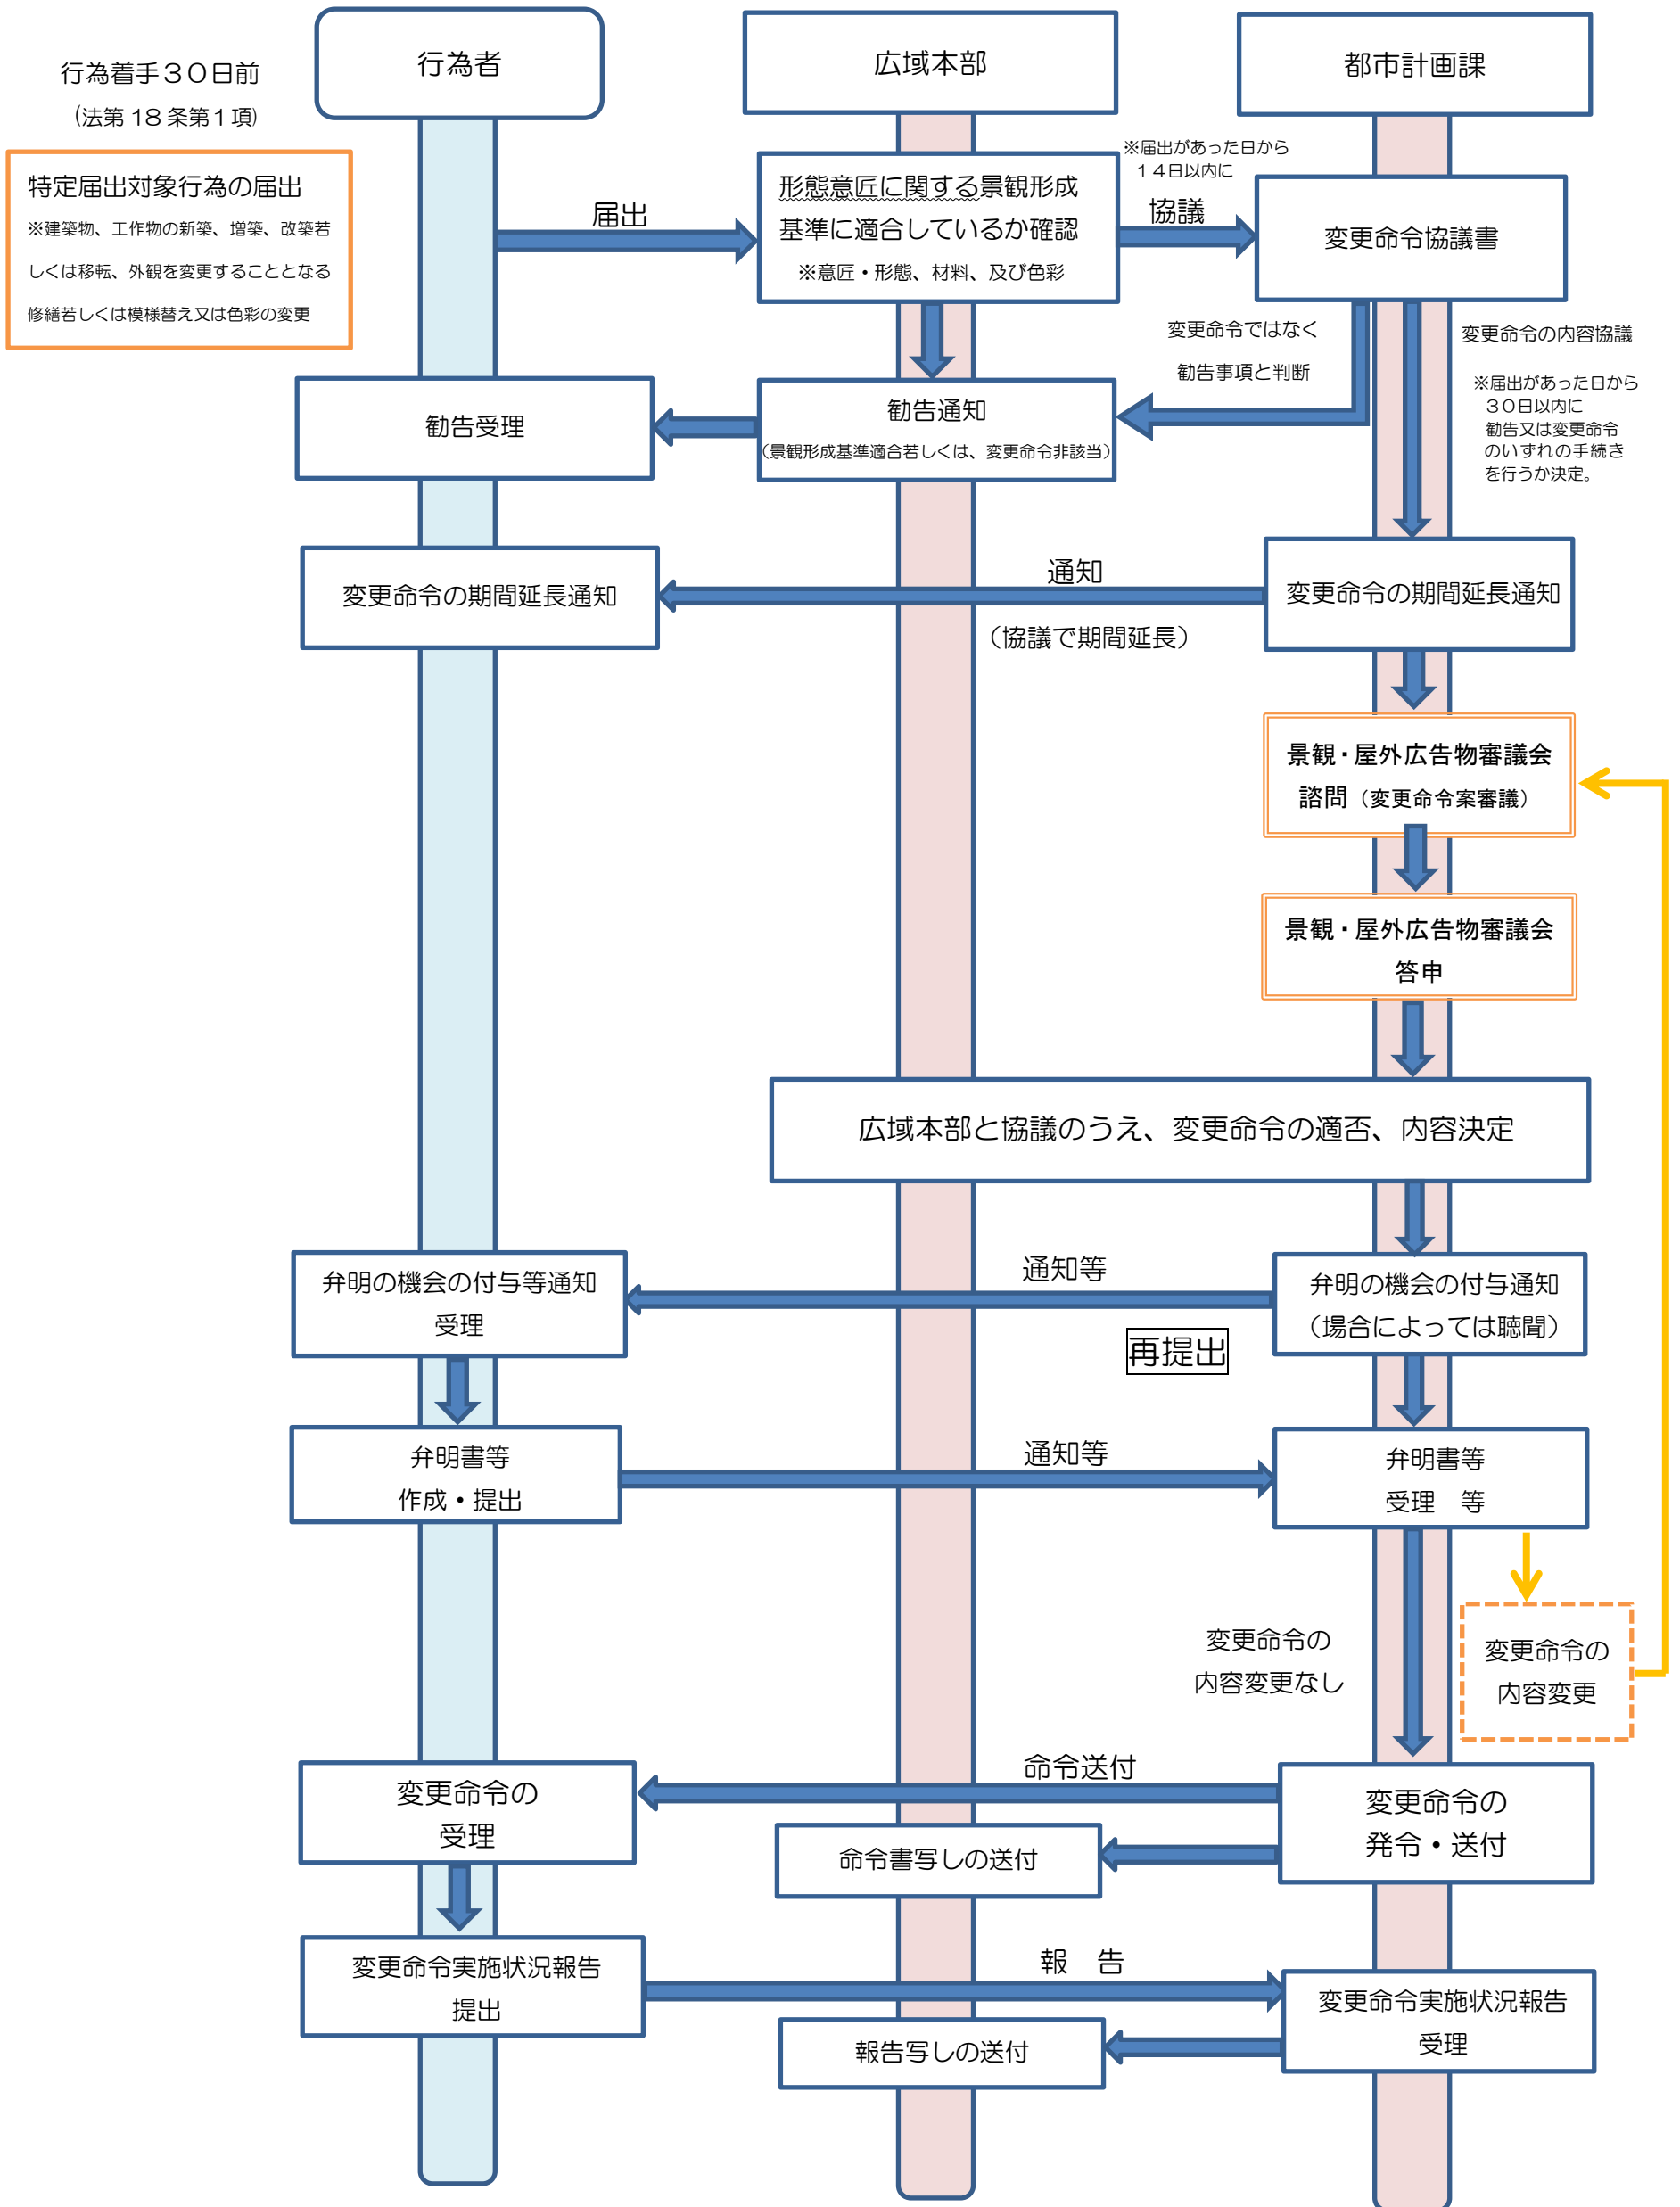 行為者
広域本部
都市計画課
行為着手３０日前
(法第18条第1項)
特定届出対象行為の届出
※建築物、工作物の新築、増築、改築若
しくは移転、外観を変更することとなる
修繕若しくは模様替え又は色彩の変更
届出
形態意匠に関する景観形成
基準に適合しているか確認
※意匠・形態、材料、及び色彩
※届出があった日から
１４日以内に
協議
変更命令協議書
変更命令ではなく
勧告事項と判断
変更命令の内容協議
※届出があった日から
３０日以内に
勧告又は変更命令
のいずれの手続き
を行うか決定。
勧告受理
勧告通知
（景観形成基準適合若しくは、変更命令非該当）
変更命令の期間延長通知
通知
（協議で期間延長）
変更命令の期間延長通知
景観・屋外広告物審議会
諮問（変更命令案審議）
景観・屋外広告物審議会
答申
広域本部と協議のうえ、変更命令の適否、内容決定
弁明の機会の付与等通知
受理
通知等
弁明の機会の付与通知
（場合によっては聴聞）
再提出
弁明書等
作成・提出
通知等
弁明書等
受理　等
変更命令の
内容変更なし
変更命令の
内容変更
変更命令の
受理
命令送付
変更命令の
発令・送付
命令書写しの送付
変更命令実施状況報告
提出
報　告
変更命令実施状況報告
受理
報告写しの送付